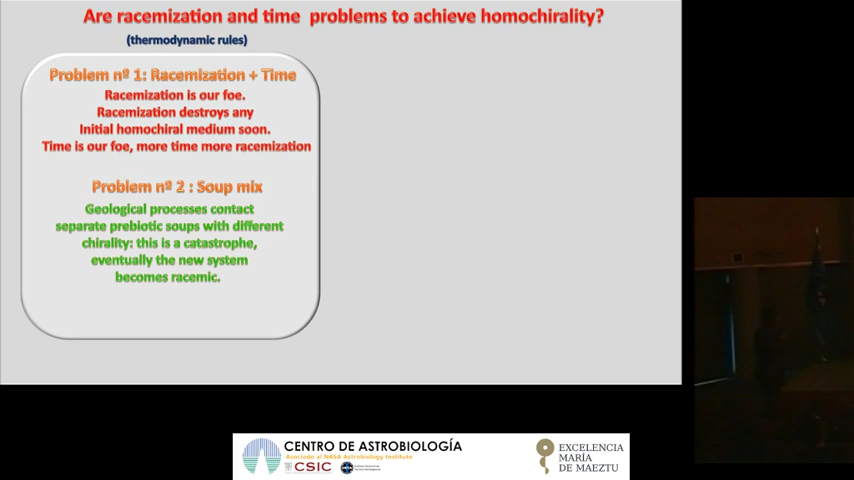 Are racemization and time problems to achieve homochirality?
(thermodynamic rules)
Problem nº 1: Racemization + Time
Racemization is our foe.
Racemization destroys any
Initial homochiral medium soon.
Time is our foe, more time more racemization
Problem nº 2 : Soup mix
Geological processes contact
separate prebiotic soups with different
chirality: this is a catastrophe,
eventually the new system
becomes racemic.
CENTRO DE ASTROBIOLOGÍA
Asociado al NASA Astrobiology Institute
CSIC
EXCELENCIA
MARÍA
DE MAEZTU